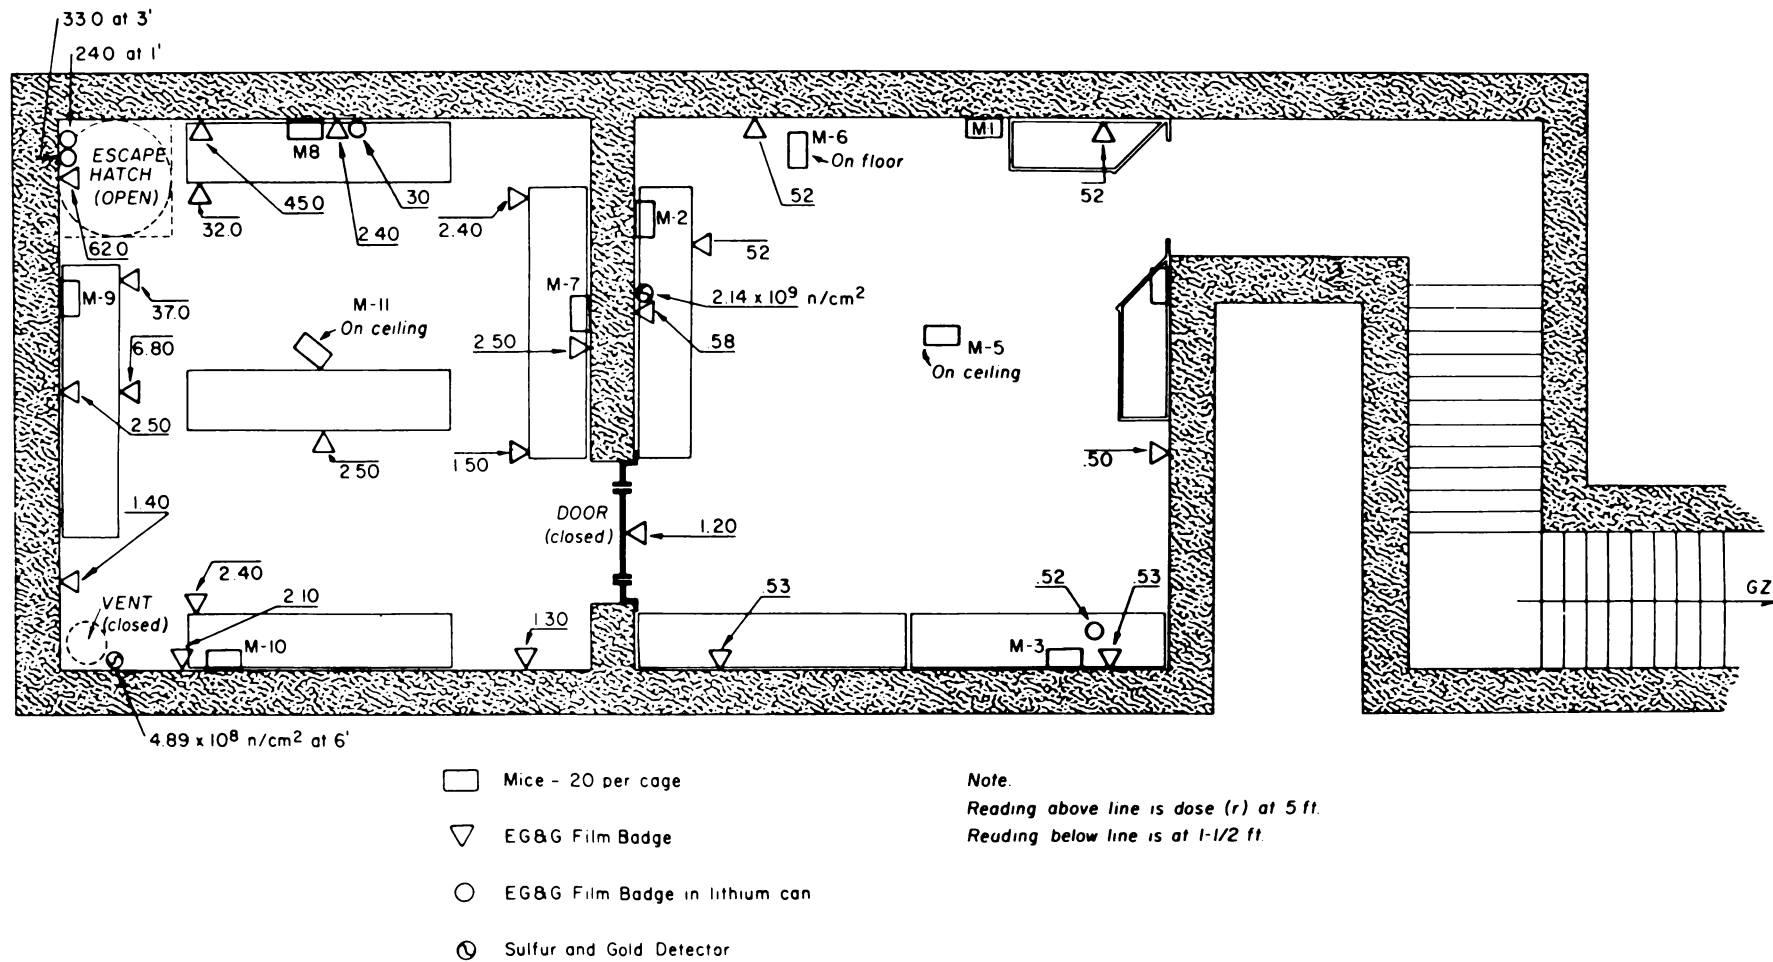 330 at 3'
240 at 1'
ESCAPE
HATCH
(OPEN)
M8
450
2.40
30
32.0
62.0
2.40
M-6
On floor
52
M1
52
M-2
52
M-9
37.0
M-11
On ceiling
M-7
2.14 x 10⁹ n/cm²
.58
6.80
2 50
M-5
On ceiling
2.50
2 50
1 50
.50
1.40
DOOR
(closed)
1.20
2.40
2 10
VENT
(closed)
M-10
1 30
.53
.52
.53
M-3
GZ
4.89 x 10⁸ n/cm² at 6'
Mice - 20 per cage
EG&G Film Badge
EG&G Film Badge in lithium can
Sulfur and Gold Detector
Note.
Reading above line is dose (r) at 5 ft.
Reading below line is at 1-1/2 ft.